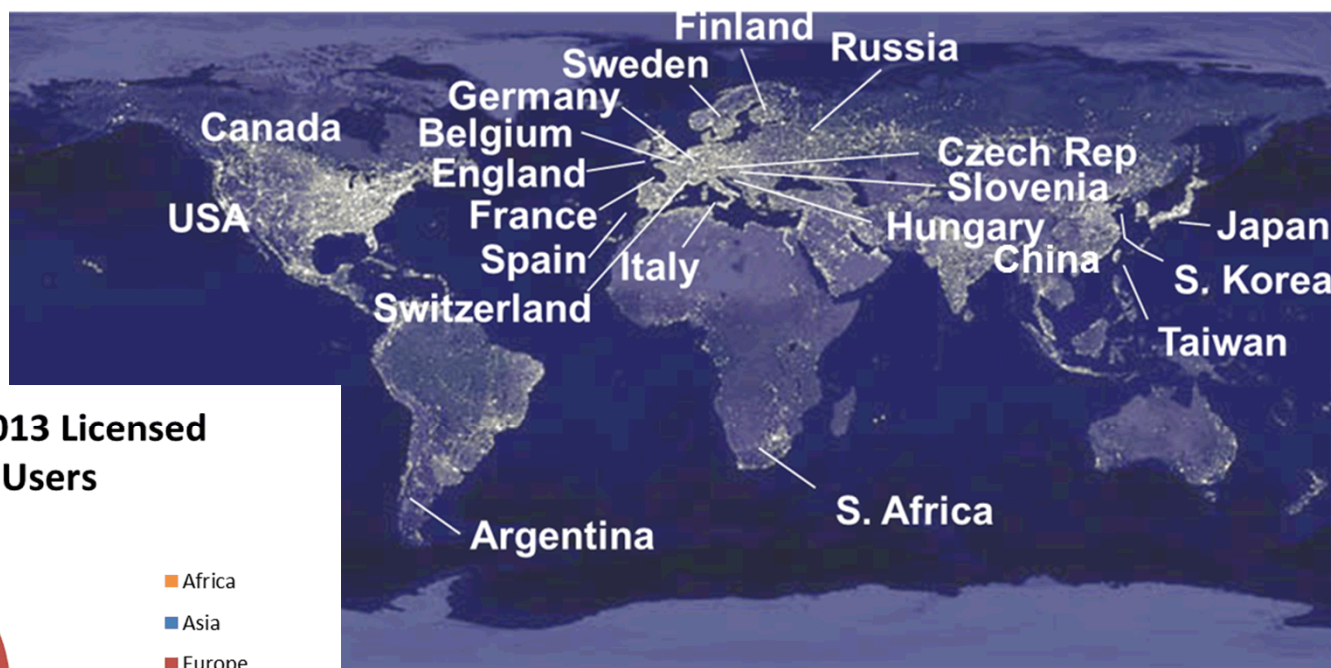 Finland
Sweden
Russia
Germany
Canada
Belgium
Czech Rep
England
Slovenia
USA
France
Hungary
Japan
Spain
Italy
China
S. Korea
Switzerland
Taiwan
013 Licensed
Users
S. Africa
Argentina
Africa
Asia
Europe